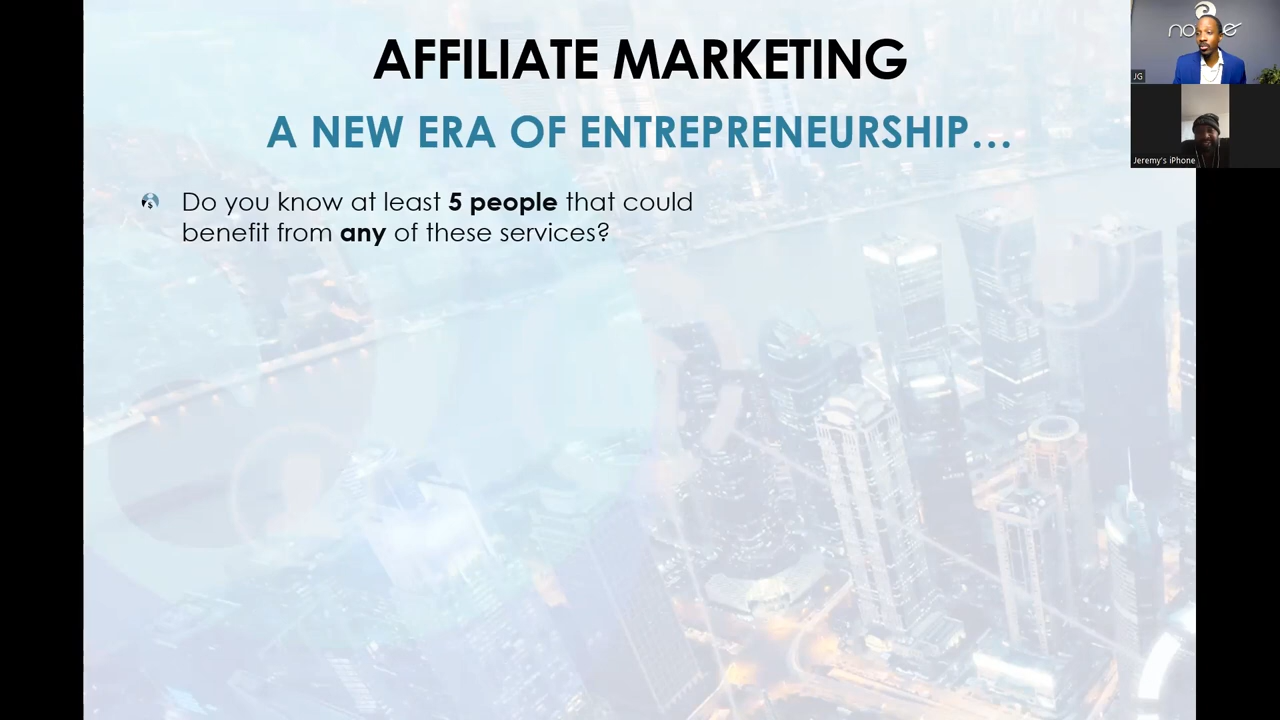 AFFILIATE MARKETING
A NEW ERA OF ENTREPRENEURSHIP...
Do you know at least 5 people that could
benefit from any of these services?
JG
Jeremy's iPhone